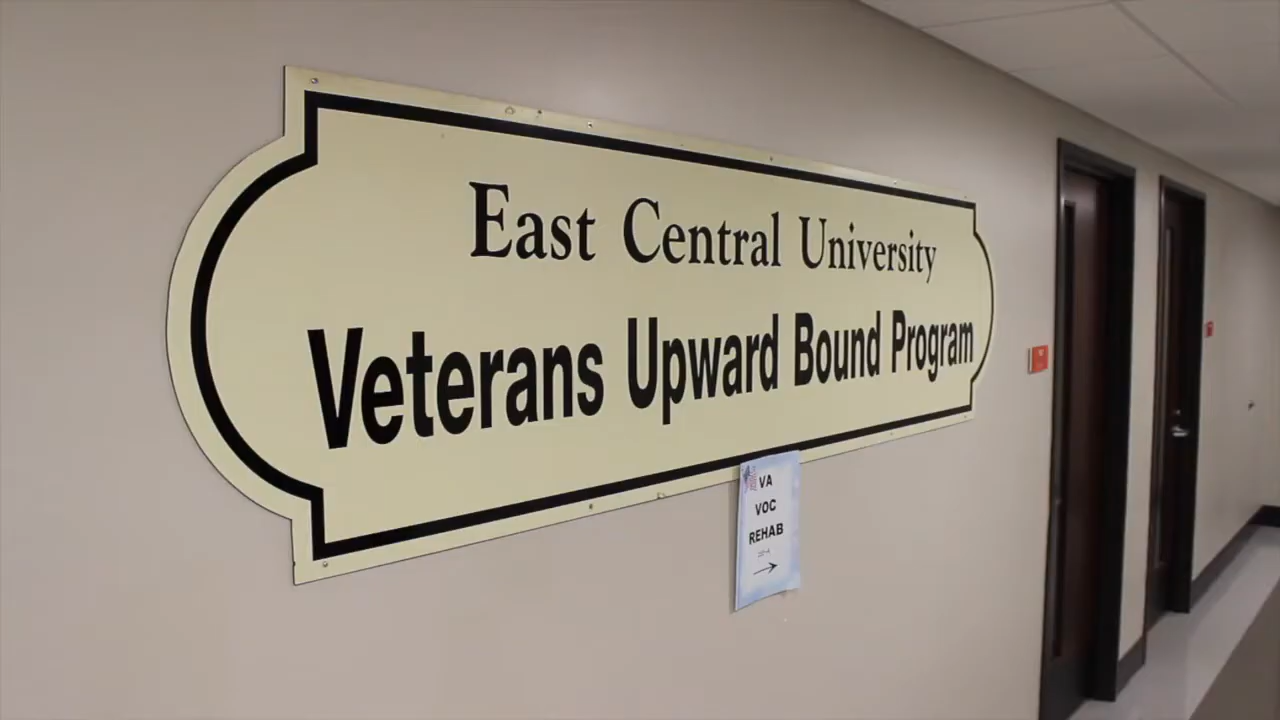 East Central University
Veterans Upward Bound Program
VA
VOC
REHAB